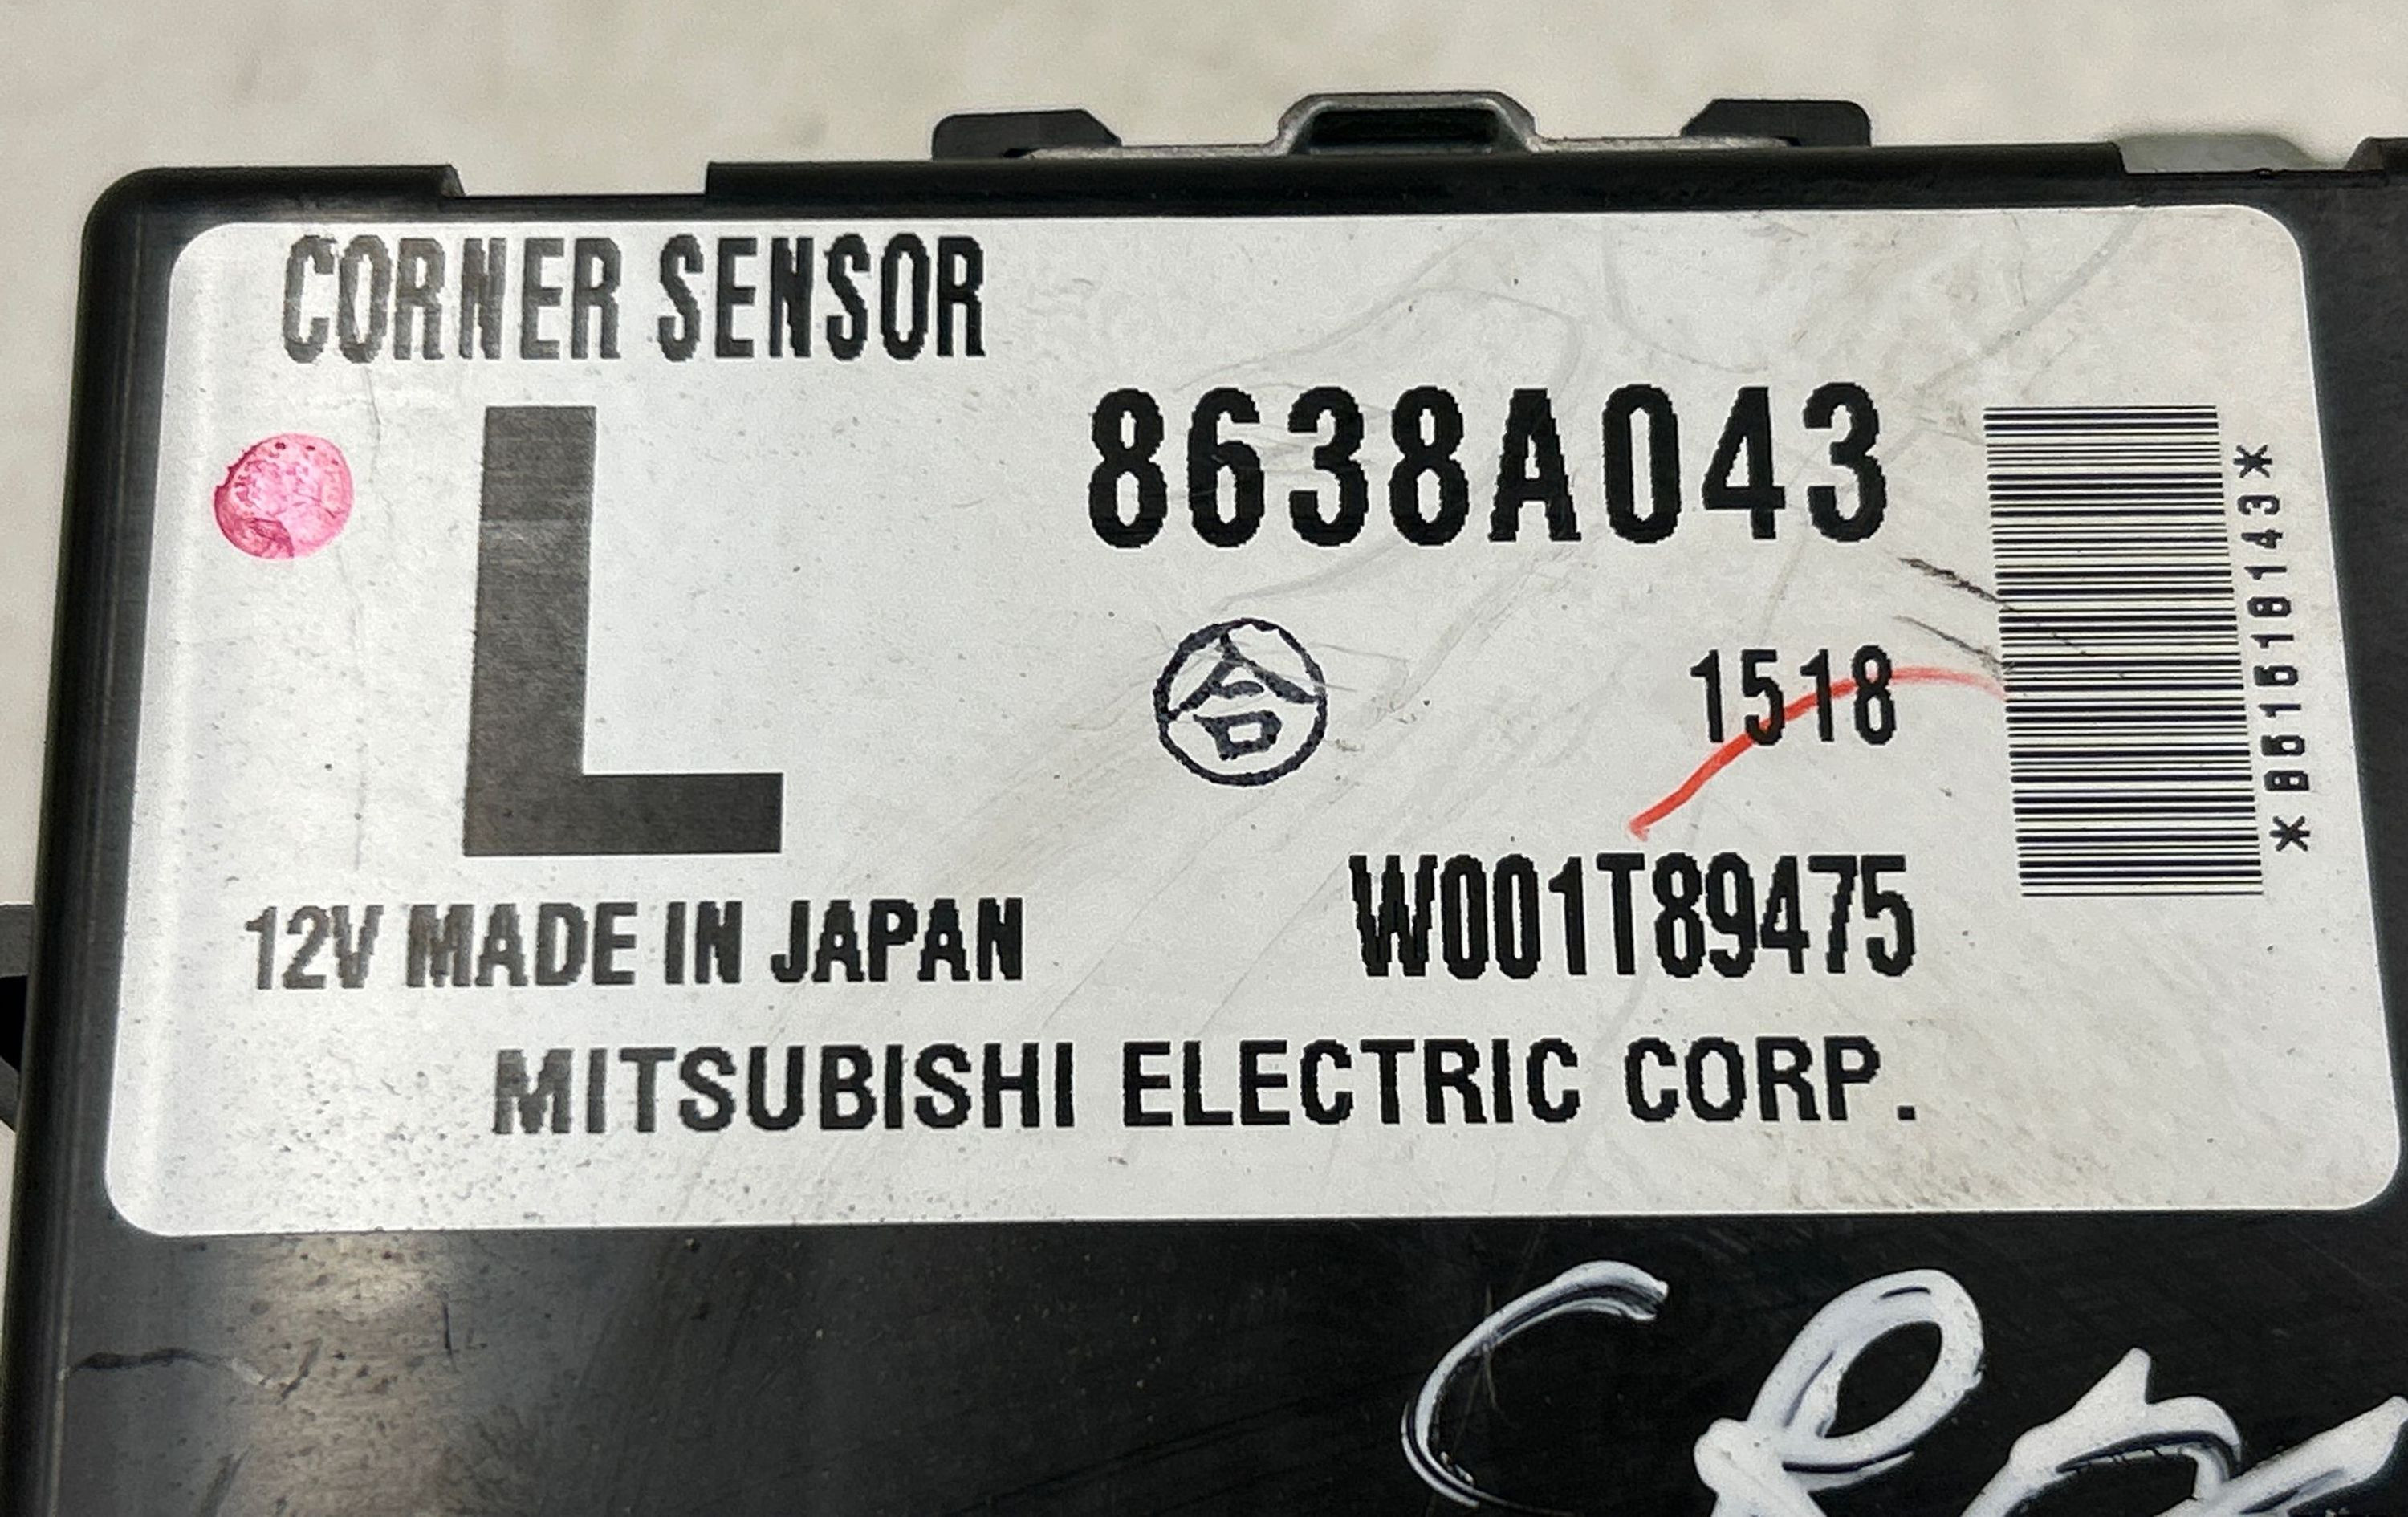 CORNER SENSOR
L
8638A043
合
1518
W001T89475
12V MADE IN JAPAN
MITSUBISHI ELECTRIC CORP.